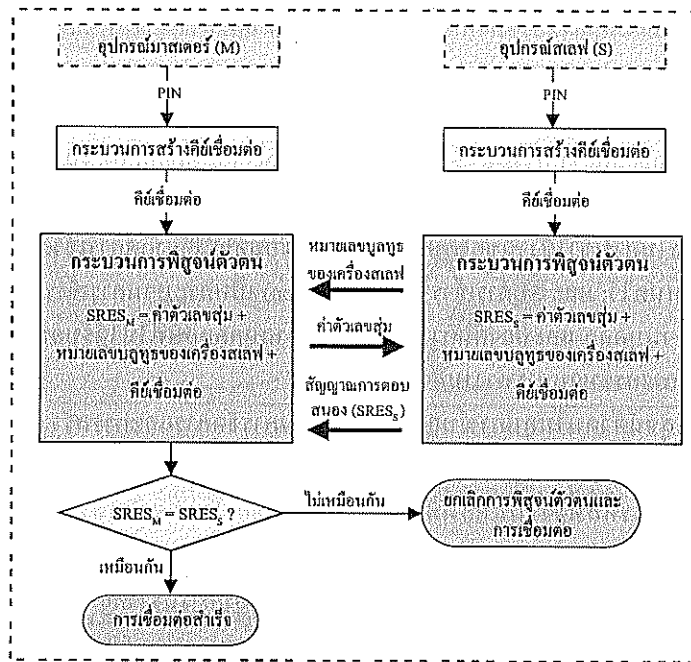 อุปกรณ์มาสเตอร์ (M)
อุปกรณ์สเลฟ (S)
PIN
PIN
กระบวนการสร้างคีย์เชื่อมต่อ
กระบวนการสร้างคีย์เชื่อมต่อ
คีย์เชื่อมต่อ
คีย์เชื่อมต่อ
กระบวนการพิสูจน์ตัวตน
SRES_M = ค่าตัวเลขสุ่ม +
หมายเลขบลูทูธของเครื่องสเลฟ +
คีย์เชื่อมต่อ
หมายเลขบลูทูธ
ของเครื่องสเลฟ
ค่าตัวเลขสุ่ม
สัญญาณการตอบ
สนอง (SRES_S)
กระบวนการพิสูจน์ตัวตน
SRES_S = ค่าตัวเลขสุ่ม +
หมายเลขบลูทูธของเครื่องสเลฟ +
คีย์เชื่อมต่อ
SRES_M = SRES_S ?
ไม่เหมือนกัน
ยกเลิกการพิสูจน์ตัวตนและ
การเชื่อมต่อ
เหมือนกัน
การเชื่อมต่อสำเร็จ